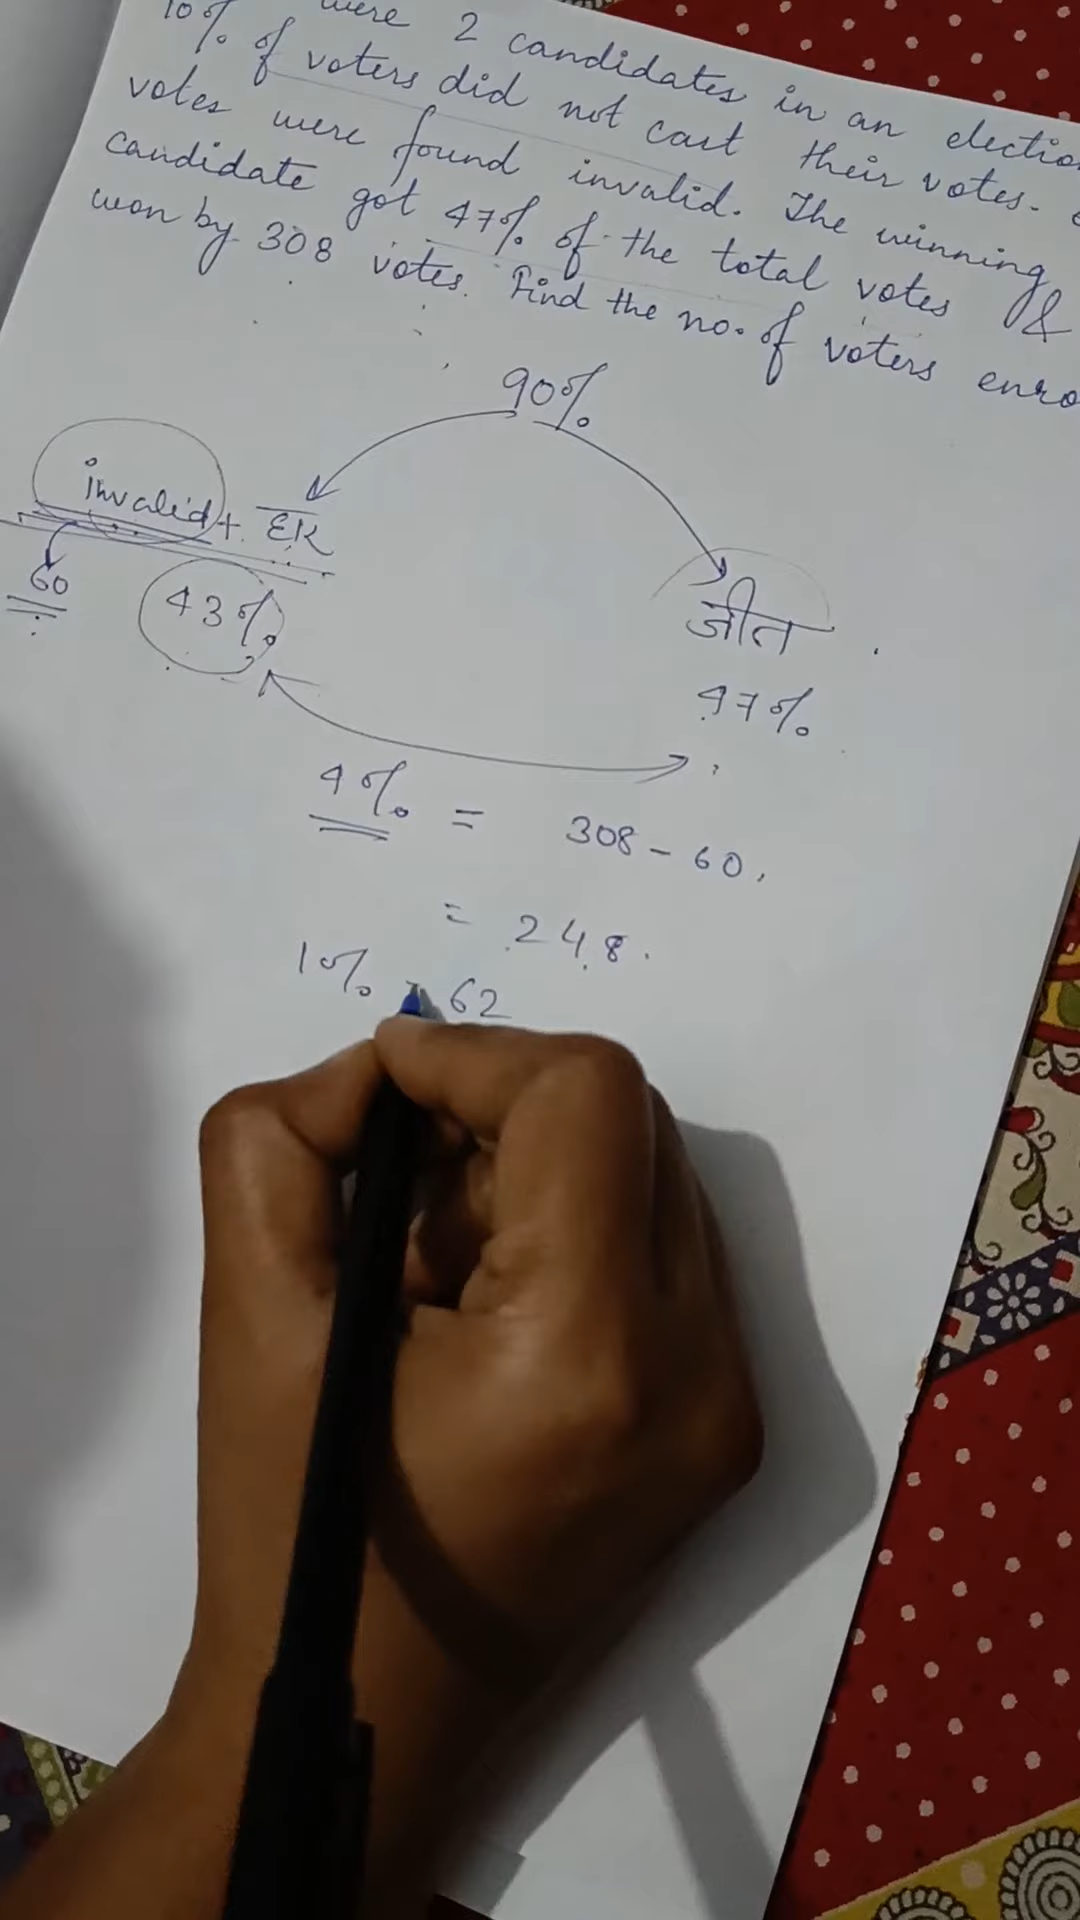 10% were 2 candidates in an electio
of voters did not cast their votes.
votes were found invalid. The winning
candidate got 47% of the total votes &
won by 308 votes. Find the no. of voters enro
90%
invalid + हार
60
43%
जीत
47%
4% = 308 - 60.
= 248.
10% = 62